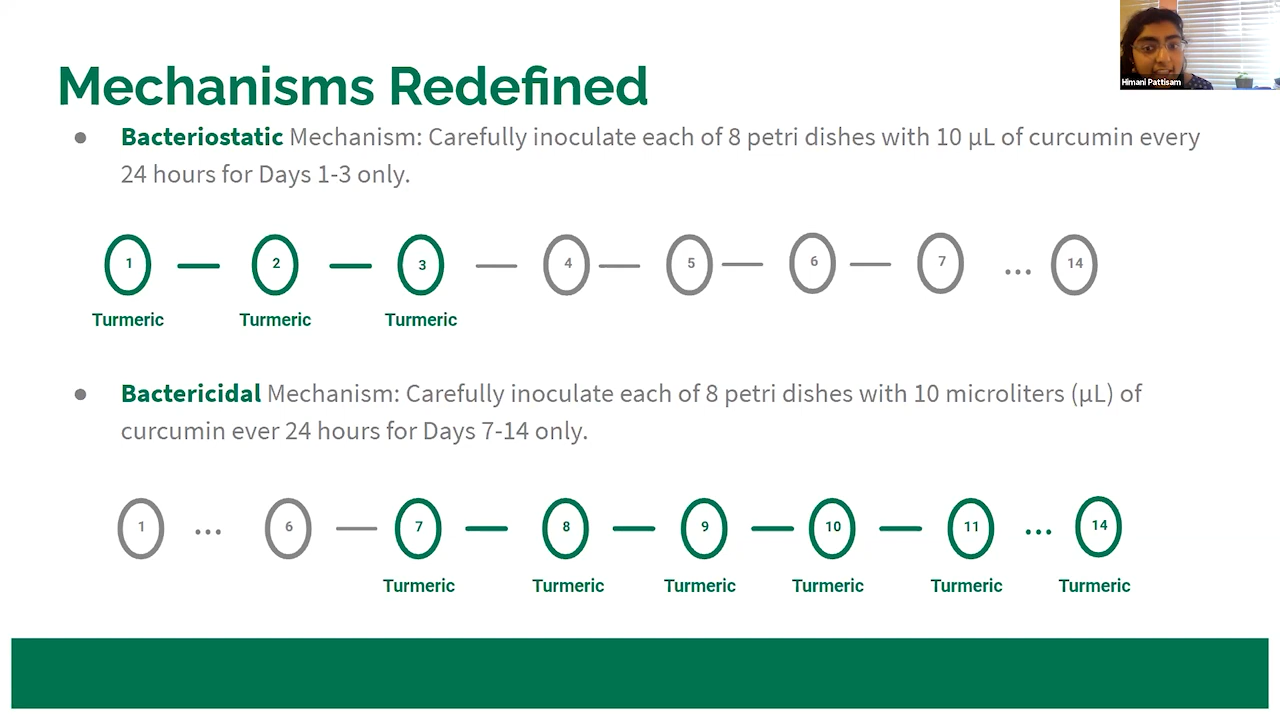 Mechanisms Redefined
Himani Pattisam
● Bacteriostatic Mechanism: Carefully inoculate each of 8 petri dishes with 10 µL of curcumin every
24 hours for Days 1-3 only.
1 2 3 4 5 6 7 ... 14
Turmeric Turmeric Turmeric
● Bactericidal Mechanism: Carefully inoculate each of 8 petri dishes with 10 microliters (µL) of
curcumin ever 24 hours for Days 7-14 only.
1 ... 6 7 8 9 10 11 ... 14
Turmeric Turmeric Turmeric Turmeric Turmeric Turmeric